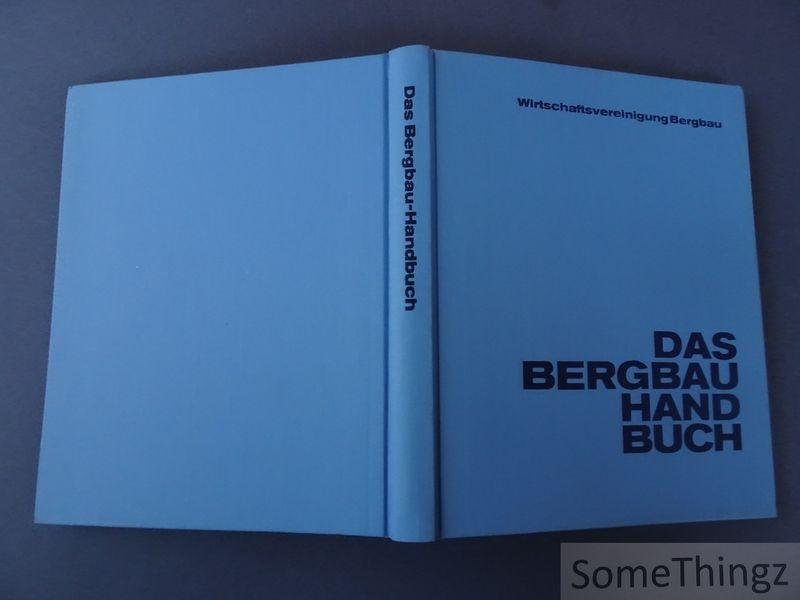 Das Bergbau-Handbuch
Wirtschaftsvereinigung Bergbau
DAS
BERGBAU
HAND
BUCH
SomeThingz